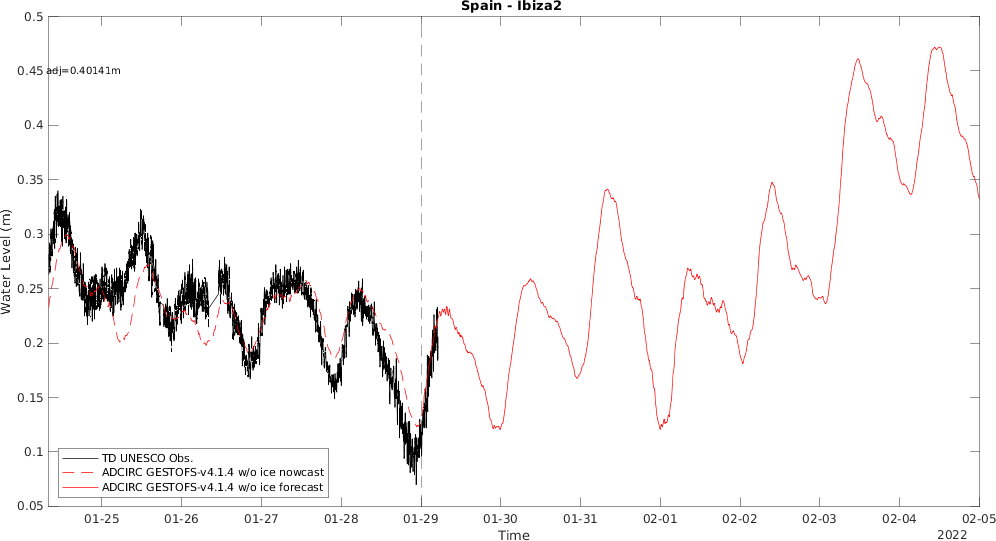 Spain - Ibiza2
0.5
0.45
adj=0.40141m
0.4
0.35
0.3
0.25
0.2
0.15
0.1
0.05
Water Level (m)
TD UNESCO Obs.
ADCIRC GESTOFS-v4.1.4 w/o ice nowcast
ADCIRC GESTOFS-v4.1.4 w/o ice forecast
01-25 01-26 01-27 01-28 01-29 01-30 01-31 02-01 02-02 02-03 02-04 02-05
Time
2022